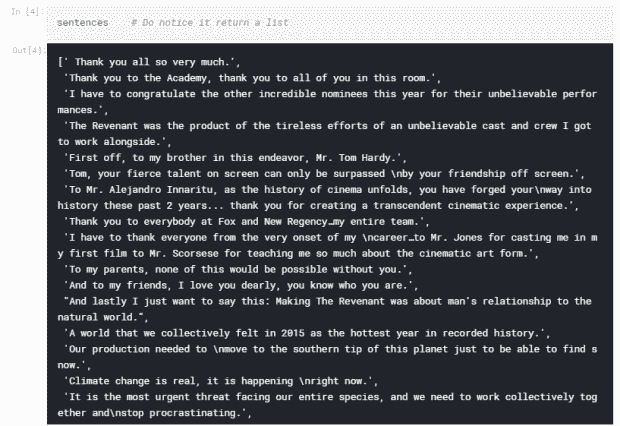 In [4]:
sentences    # Do notice it return a list
Out[4]:
[' Thank you all so very much.',
'Thank you to the Academy, thank you to all of you in this room.',
'I have to congratulate the other incredible nominees this year for their unbelievable perfor
mances.',
'The Revenant was the product of the tireless efforts of an unbelievable cast and crew I got
to work alongside.',
'First off, to my brother in this endeavor, Mr. Tom Hardy.',
'Tom, your fierce talent on screen can only be surpassed \nby your friendship off screen.',
'To Mr. Alejandro Innaritu, as the history of cinema unfolds, you have forged your\nway into
history these past 2 years... thank you for creating a transcendent cinematic experience.',
'Thank you to everybody at Fox and New Regency…my entire team.',
'I have to thank everyone from the very onset of my \ncareer…to Mr. Jones for casting me in m
y first film to Mr. Scorsese for teaching me so much about the cinematic art form.',
'To my parents, none of this would be possible without you.',
'And to my friends, I love you dearly, you know who you are.',
"And lastly I just want to say this: Making The Revenant was about man's relationship to the
natural world.",
'A world that we collectively felt in 2015 as the hottest year in recorded history.',
'Our production needed to \nmove to the southern tip of this planet just to be able to find s
now.',
'Climate change is real, it is happening \nright now.',
'It is the most urgent threat facing our entire species, and we need to work collectively tog
ether and\nstop procrastinating.',